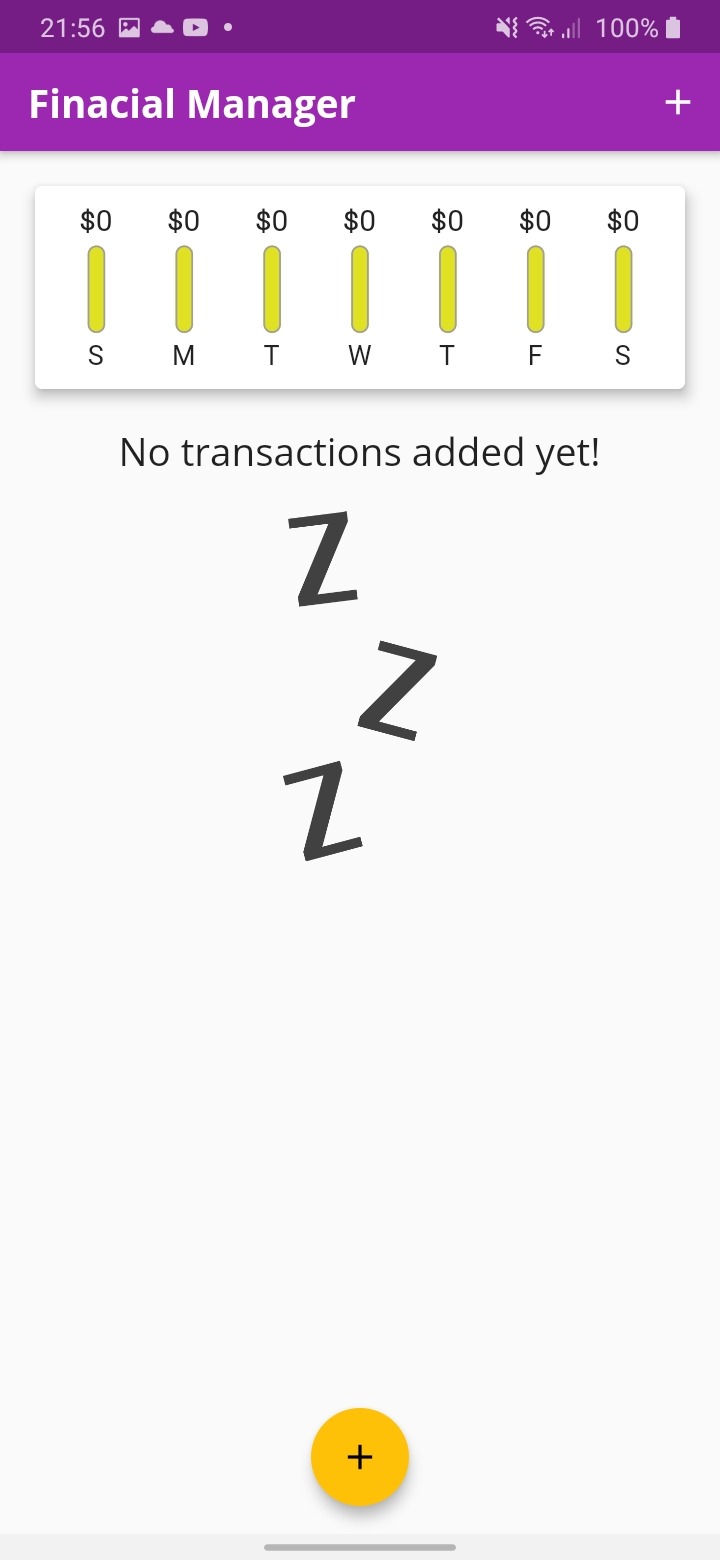 21:56 100%
Finacial Manager +
$0 $0 $0 $0 $0 $0 $0
S M T W T F S
No transactions added yet!
Z
Z
Z
+